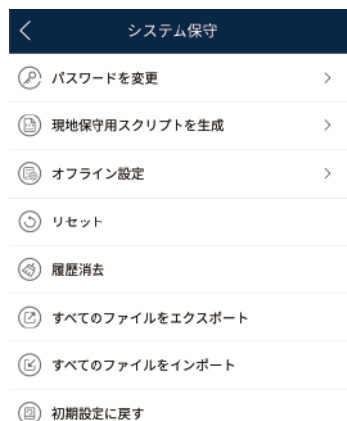 システム保守
パスワードを変更
現地保守用スクリプトを生成
オフライン設定
リセット
履歴消去
すべてのファイルをエクスポート
すべてのファイルをインポート
初期設定に戻す